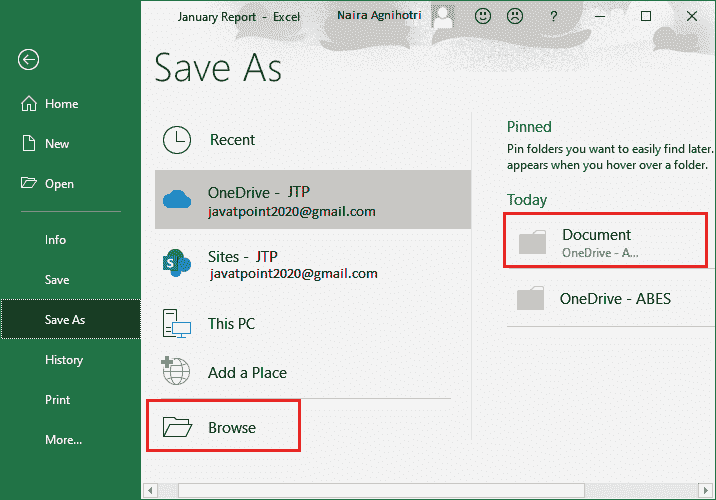 January Report - Excel
Naira Agnihotri
?
Save As
Home
New
Open
Info
Save
Save As
History
Print
More...
Recent
OneDrive - JTP
javatpoint2020@gmail.com
Sites - JTP
javatpoint2020@gmail.com
This PC
Add a Place
Browse
Pinned
Pin folders you want to easily find later.
appears when you hover over a folder.
Today
Document
OneDrive - A...
OneDrive - ABES